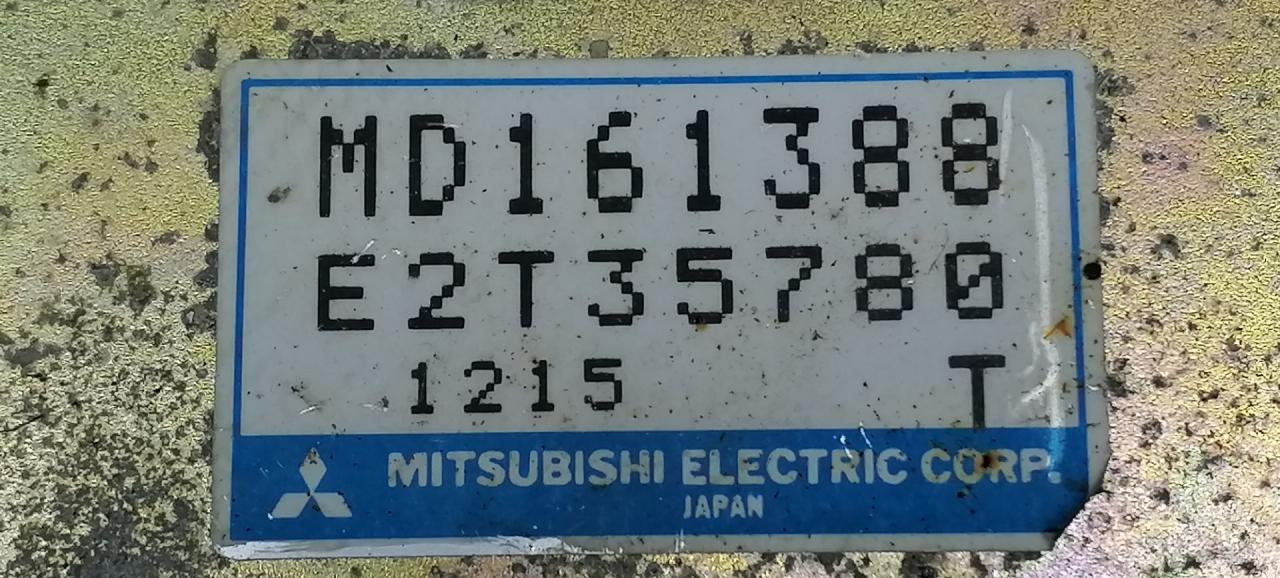 MD161388
E2T35780
1215 T
MITSUBISHI ELECTRIC CORP.
JAPAN